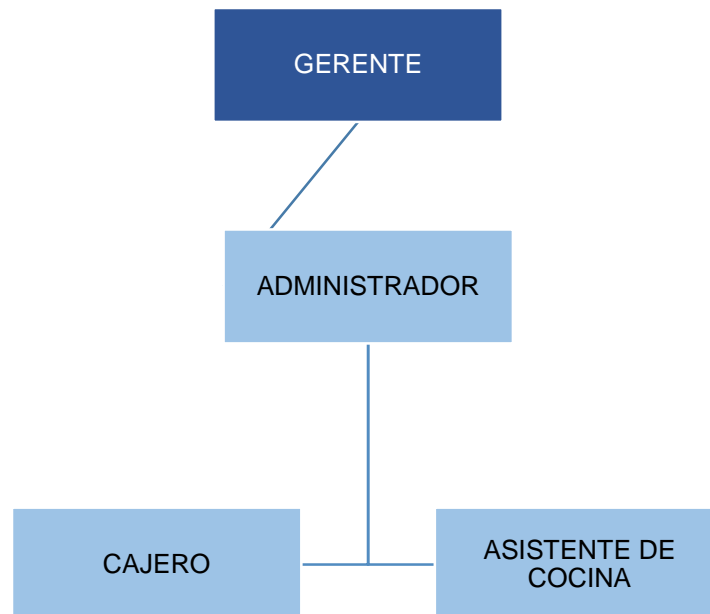 GERENTE
ADMINISTRADOR
CAJERO
ASISTENTE DE
COCINA